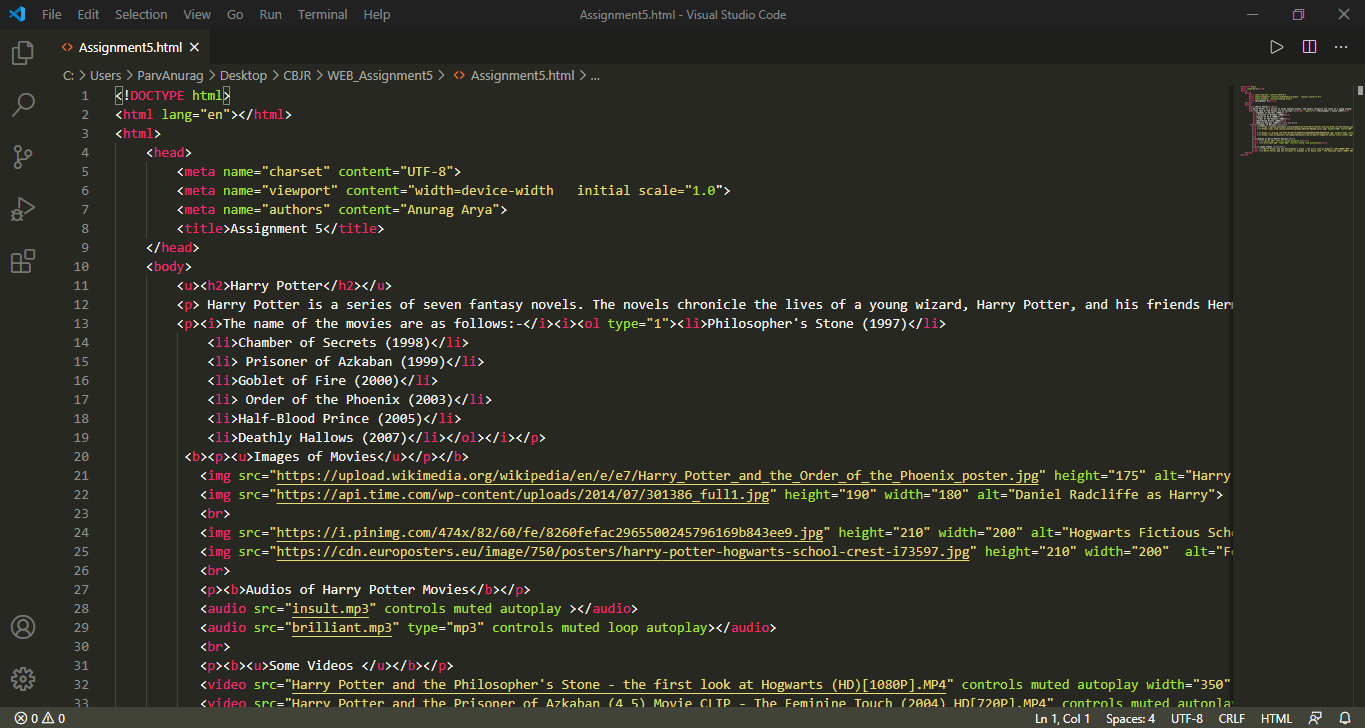 File Edit Selection View Go Run Terminal Help Assignment5.html - Visual Studio Code
Assignment5.html
C: > Users > ParvAnurag > Desktop > CBJR > WEB_Assignment5 > Assignment5.html > ...
1 <!DOCTYPE html>
2 <html lang="en"></html>
3 <html>
4 <head>
5 <meta name="charset" content="UTF-8">
6 <meta name="viewport" content="width=device-width initial scale="1.0">
7 <meta name="authors" content="Anurag Arya">
8 <title>Assignment 5</title>
9 </head>
10 <body>
11 <u><h2>Harry Potter</h2></u>
12 <p> Harry Potter is a series of seven fantasy novels. The novels chronicle the lives of a young wizard, Harry Potter, and his friends Her
13 <p><i>The name of the movies are as follows:-</i><i><ol type="1"><li>Philosopher's Stone (1997)</li>
14 <li>Chamber of Secrets (1998)</li>
15 <li> Prisoner of Azkaban (1999)</li>
16 <li>Goblet of Fire (2000)</li>
17 <li> Order of the Phoenix (2003)</li>
18 <li>Half-Blood Prince (2005)</li>
19 <li>Deathly Hallows (2007)</li></ol></i></p>
20 <b><p><u>Images of Movies</u></p></b>
21 <img src="https://upload.wikimedia.org/wikipedia/en/e/e7/Harry_Potter_and_the_Order_of_the_Phoenix_poster.jpg" height="175" alt="Harry
22 <img src="https://api.time.com/wp-content/uploads/2014/07/301386_full1.jpg" height="190" width="180" alt="Daniel Radcliffe as Harry">
23 <br>
24 <img src="https://i.pinimg.com/474x/82/60/fe/8260fefac2965500245796169b843ee9.jpg" height="210" width="200" alt="Hogwarts Fictious Sch
25 <img src="https://cdn.europosters.eu/image/750/posters/harry-potter-hogwarts-school-crest-i73597.jpg" height="210" width="200" alt="F
26 <br>
27 <p><b>Audios of Harry Potter Movies</b></p>
28 <audio src="insult.mp3" controls muted autoplay ></audio>
29 <audio src="brilliant.mp3" type="mp3" controls muted loop autoplay></audio>
30 <br>
31 <p><b><u>Some Videos </u></b></p>
32 <video src="Harry Potter and the Philosopher's Stone - the first look at Hogwarts (HD)[1080P].MP4" controls muted autoplay width="350"
33 <video src="Harry Potter and the Prisoner of Azkaban (4_5) Movie CLIP - The Feminine Touch (2004) HD[720P].MP4" controls muted autopla
0 0 Ln 1, Col 1 Spaces: 4 UTF-8 CRLF HTML